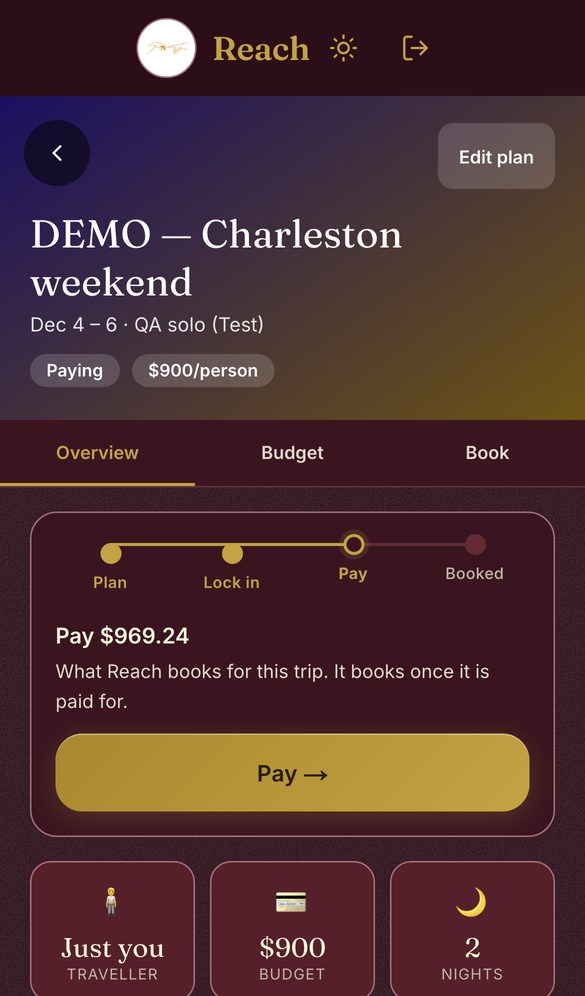 Reach
Edit plan
DEMO — Charleston
weekend
Dec 4 – 6 · QA solo (Test)
Paying
$900/person
Overview
Budget
Book
Plan
Lock in
Pay
Booked
Pay $969.24
What Reach books for this trip. It books once it is
paid for.
Pay →
Just you
TRAVELLER
$900
BUDGET
2
NIGHTS